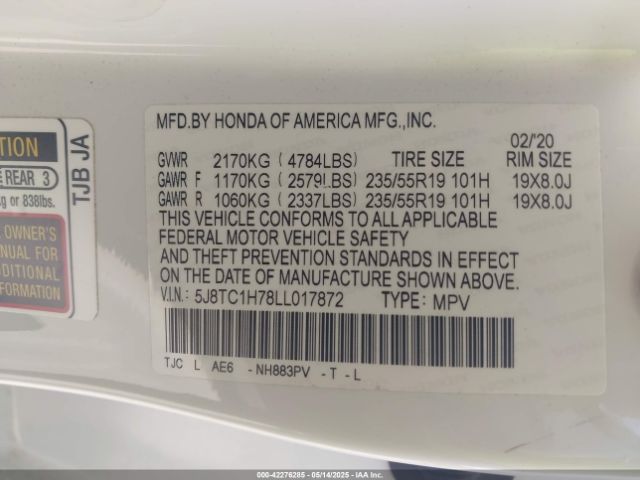 TION
REAR 3
kg or 838lbs.
OWNER'S
ANUAL FOR
DDITIONAL
FORMATION
TJB JA
MFD.BY HONDA OF AMERICA MFG.,INC.
02/'20
GVWR 2170KG ( 4784LBS) TIRE SIZE RIM SIZE
GAWR F 1170KG ( 2579LBS) 235/55R19 101H 19X8.0J
GAWR R 1060KG ( 2337LBS) 235/55R19 101H 19X8.0J
THIS VEHICLE CONFORMS TO ALL APPLICABLE
FEDERAL MOTOR VEHICLE SAFETY
AND THEFT PREVENTION STANDARDS IN EFFECT
ON THE DATE OF MANUFACTURE SHOWN ABOVE.
V.I.N.: 5J8TC1H78LL017872 TYPE: MPV
TJC L AE6 -NH883PV -T -L
000-42276285 - 05/14/2025 - IAA, Inc.